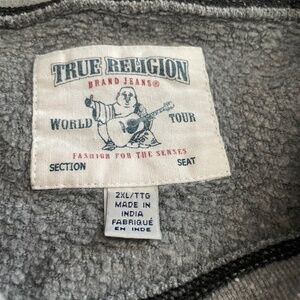 TRUE RELIGION
BRAND JEANS®
WORLD TOUR
FASHION FOR THE SENSES
SECTION SEAT
2XL/TTG
MADE IN
INDIA
FABRIQUÉ
EN INDE